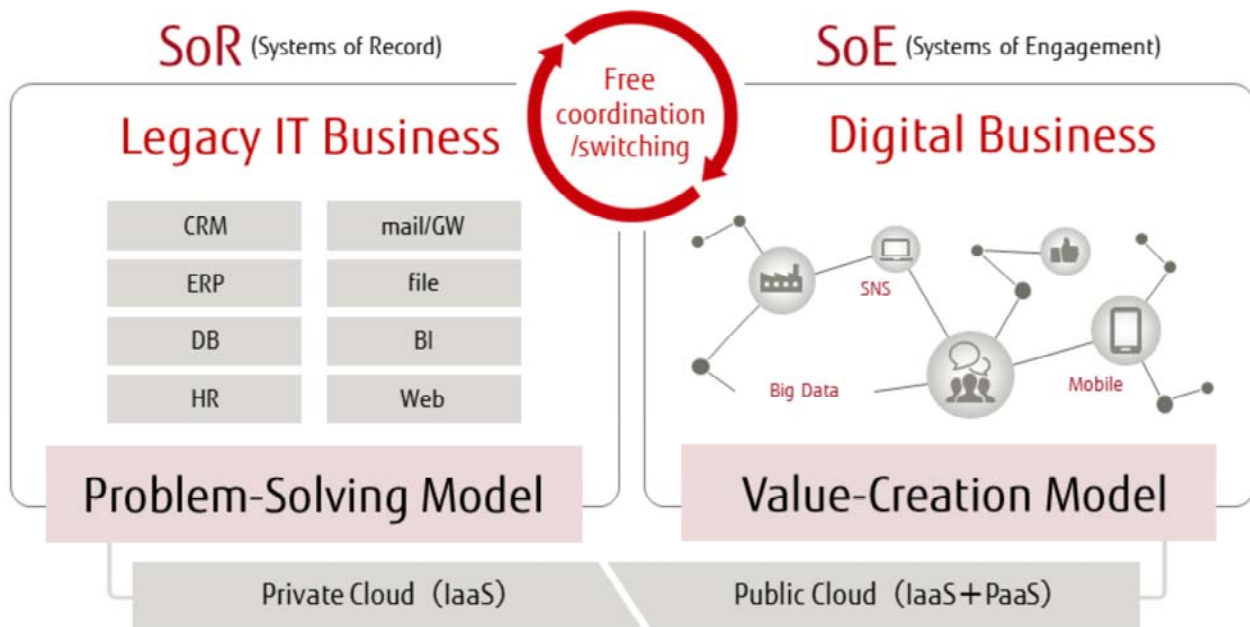 SoR (Systems of Record)
SoE (Systems of Engagement)
Free
coordination
/switching
Legacy IT Business
CRM
mail/GW
ERP
file
DB
BI
HR
Web
Problem-Solving Model
Digital Business
SNS
Big Data
Mobile
Value-Creation Model
Private Cloud（IaaS）
Public Cloud（IaaS＋PaaS）